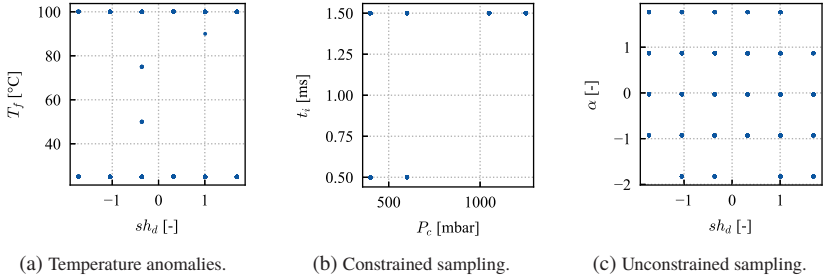 100
80
60
40
T_f [°C]
−1
0
1
sh_d [-]
(a) Temperature anomalies.
1.50
1.25
1.00
0.75
0.50
t_i [ms]
500
1000
P_c [mbar]
(b) Constrained sampling.
1
0
−1
−2
α [-]
−1
0
1
sh_d [-]
(c) Unconstrained sampling.